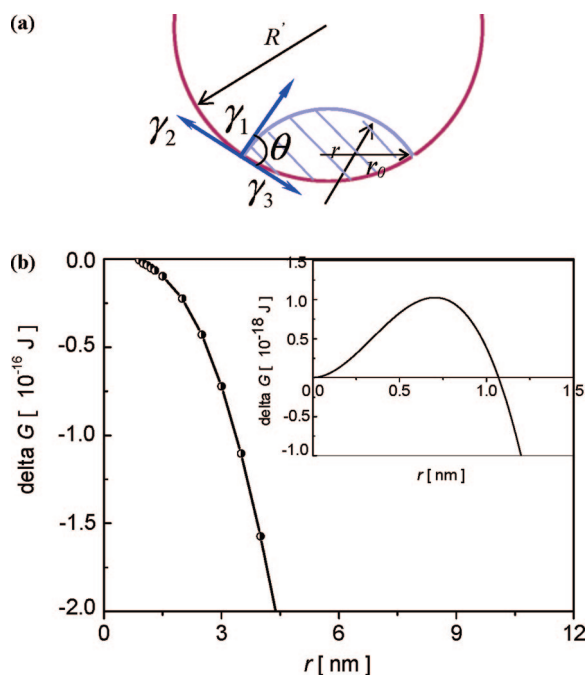 (a)
R'
γ1
γ2
θ
r
r0
γ3
(b)
0.0
-0.5
-1.0
-1.5
-2.0
delta G [ 10^-16 J ]
0 3 6 9 12
r [ nm ]
1.5
1.0
0.5
0.0
-0.5
-1.0
delta G [ 10^-18 J ]
0.0 0.5 1.0 1.5
r [ nm ]